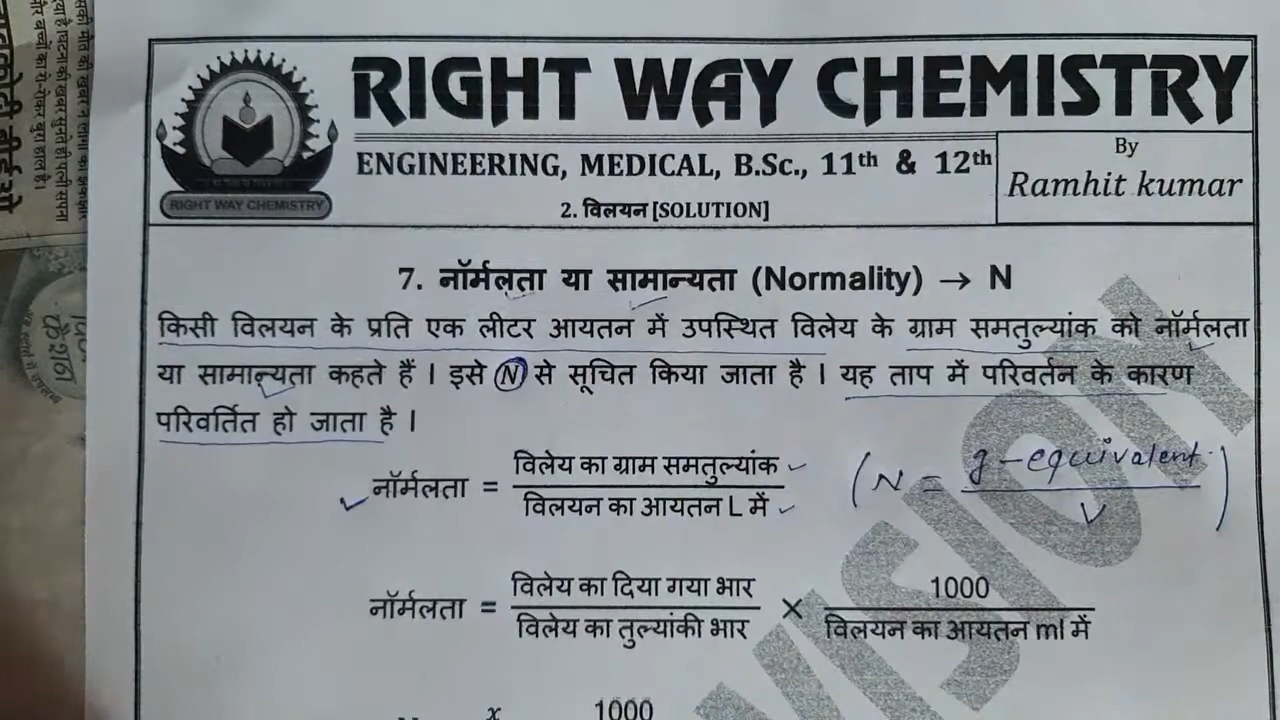 RIGHT WAY CHEMISTRY
ENGINEERING, MEDICAL, B.Sc., 11th & 12th
By
Ramhit kumar
2. विलयन [SOLUTION]
RIGHT WAY CHEMISTRY
7. नॉर्मलता या सामान्यता (Normality) → N
किसी विलयन के प्रति एक लीटर आयतन में उपस्थित विलेय के ग्राम समतुल्यांक को नॉर्मलता
या सामान्यता कहते हैं । इसे N से सूचित किया जाता है । यह ताप में परिवर्तन के कारण
परिवर्तित हो जाता है ।
नॉर्मलता = विलेय का ग्राम समतुल्यांक / विलयन का आयतन L में
(N = g-equivalent / V)
नॉर्मलता = विलेय का दिया गया भार / विलेय का तुल्यांकी भार × 1000 / विलयन का आयतन ml में
x 1000
VISION